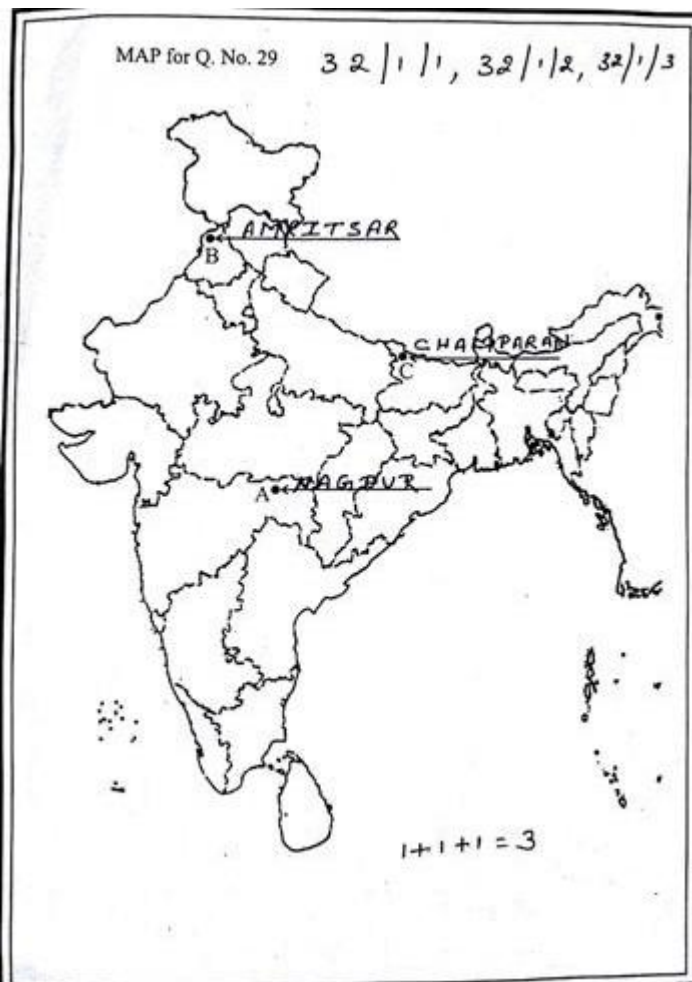 MAP for Q. No. 29 32/1/1, 32/1/2, 32/1/3
AMRITSAR
B
CHAMPARAN
C
A NAGPUR
1+1+1=3